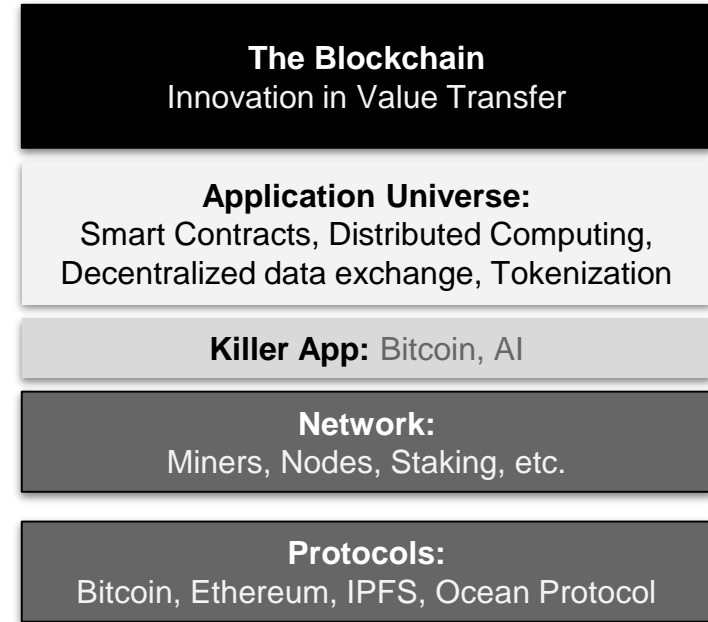 The Blockchain
Innovation in Value Transfer
Application Universe:
Smart Contracts, Distributed Computing,
Decentralized data exchange, Tokenization
Killer App: Bitcoin, AI
Network:
Miners, Nodes, Staking, etc.
Protocols:
Bitcoin, Ethereum, IPFS, Ocean Protocol